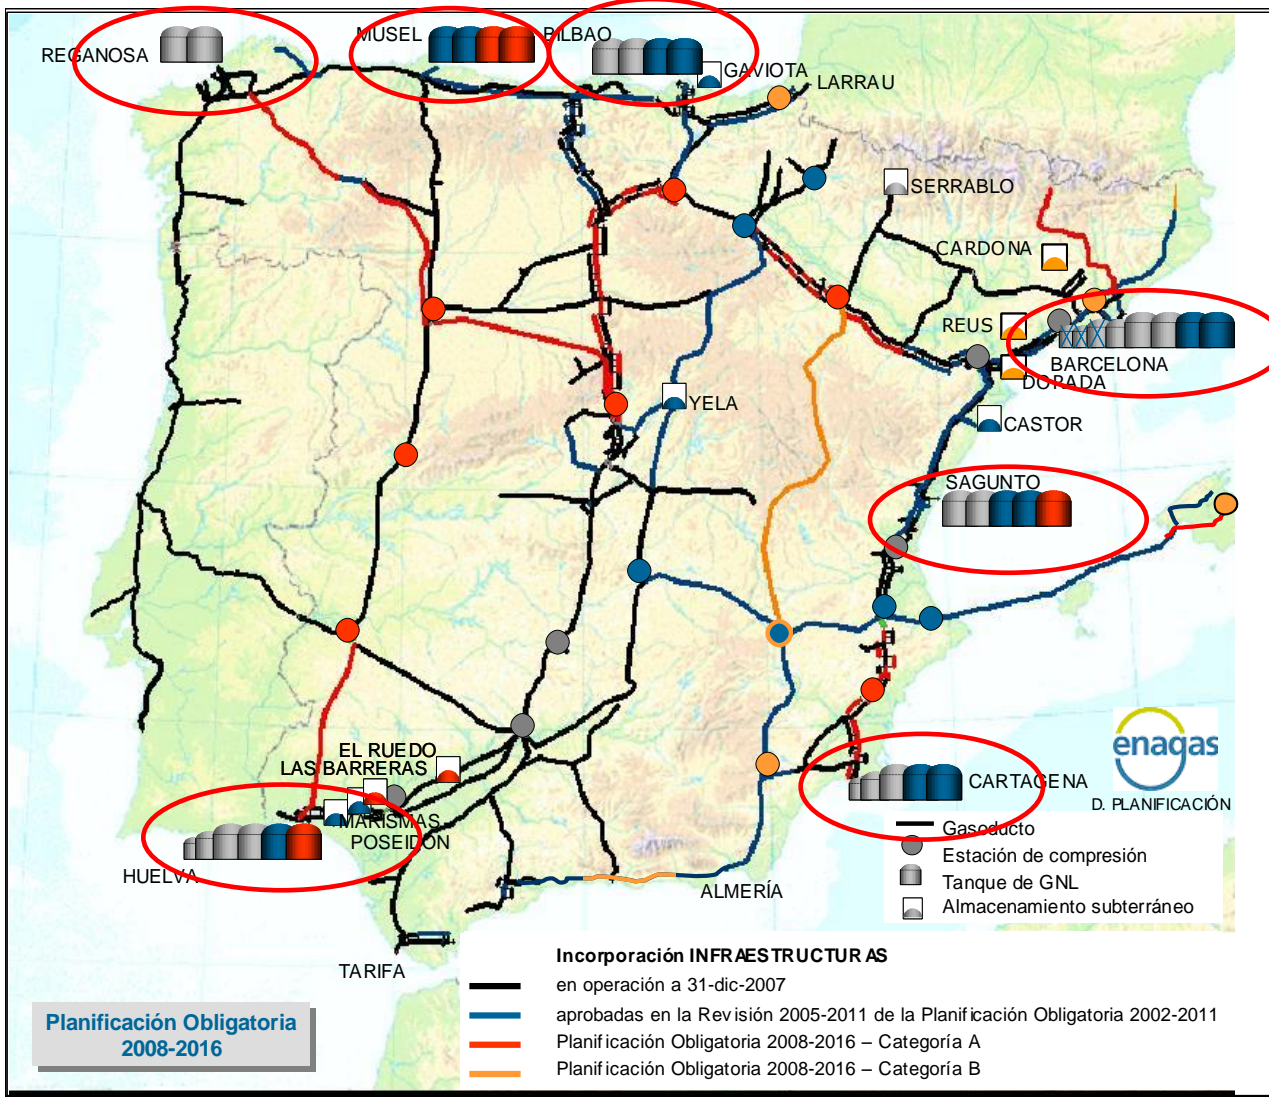 REGANOSA
MUSEL
BILBAO
GAVIOTA
LARRAU
SERRABLO
CARDONA
REUS
BARCELONA
DORADA
YELA
CASTOR
SAGUNTO
EL RUEDO
LAS BARRERAS
MARISMAS
POSEIDÓN
HUELVA
CARTAGENA
ALMERÍA
TARIFA
enagas
D. PLANIFICACIÓN
Gasoducto
Estación de compresión
Tanque de GNL
Almacenamiento subterráneo
Incorporación INFRAESTRUCTURAS
en operación a 31-dic-2007
aprobadas en la Revisión 2005-2011 de la Planificación Obligatoria 2002-2011
Planificación Obligatoria 2008-2016 – Categoría A
Planificación Obligatoria 2008-2016 – Categoría B
Planificación Obligatoria
2008-2016